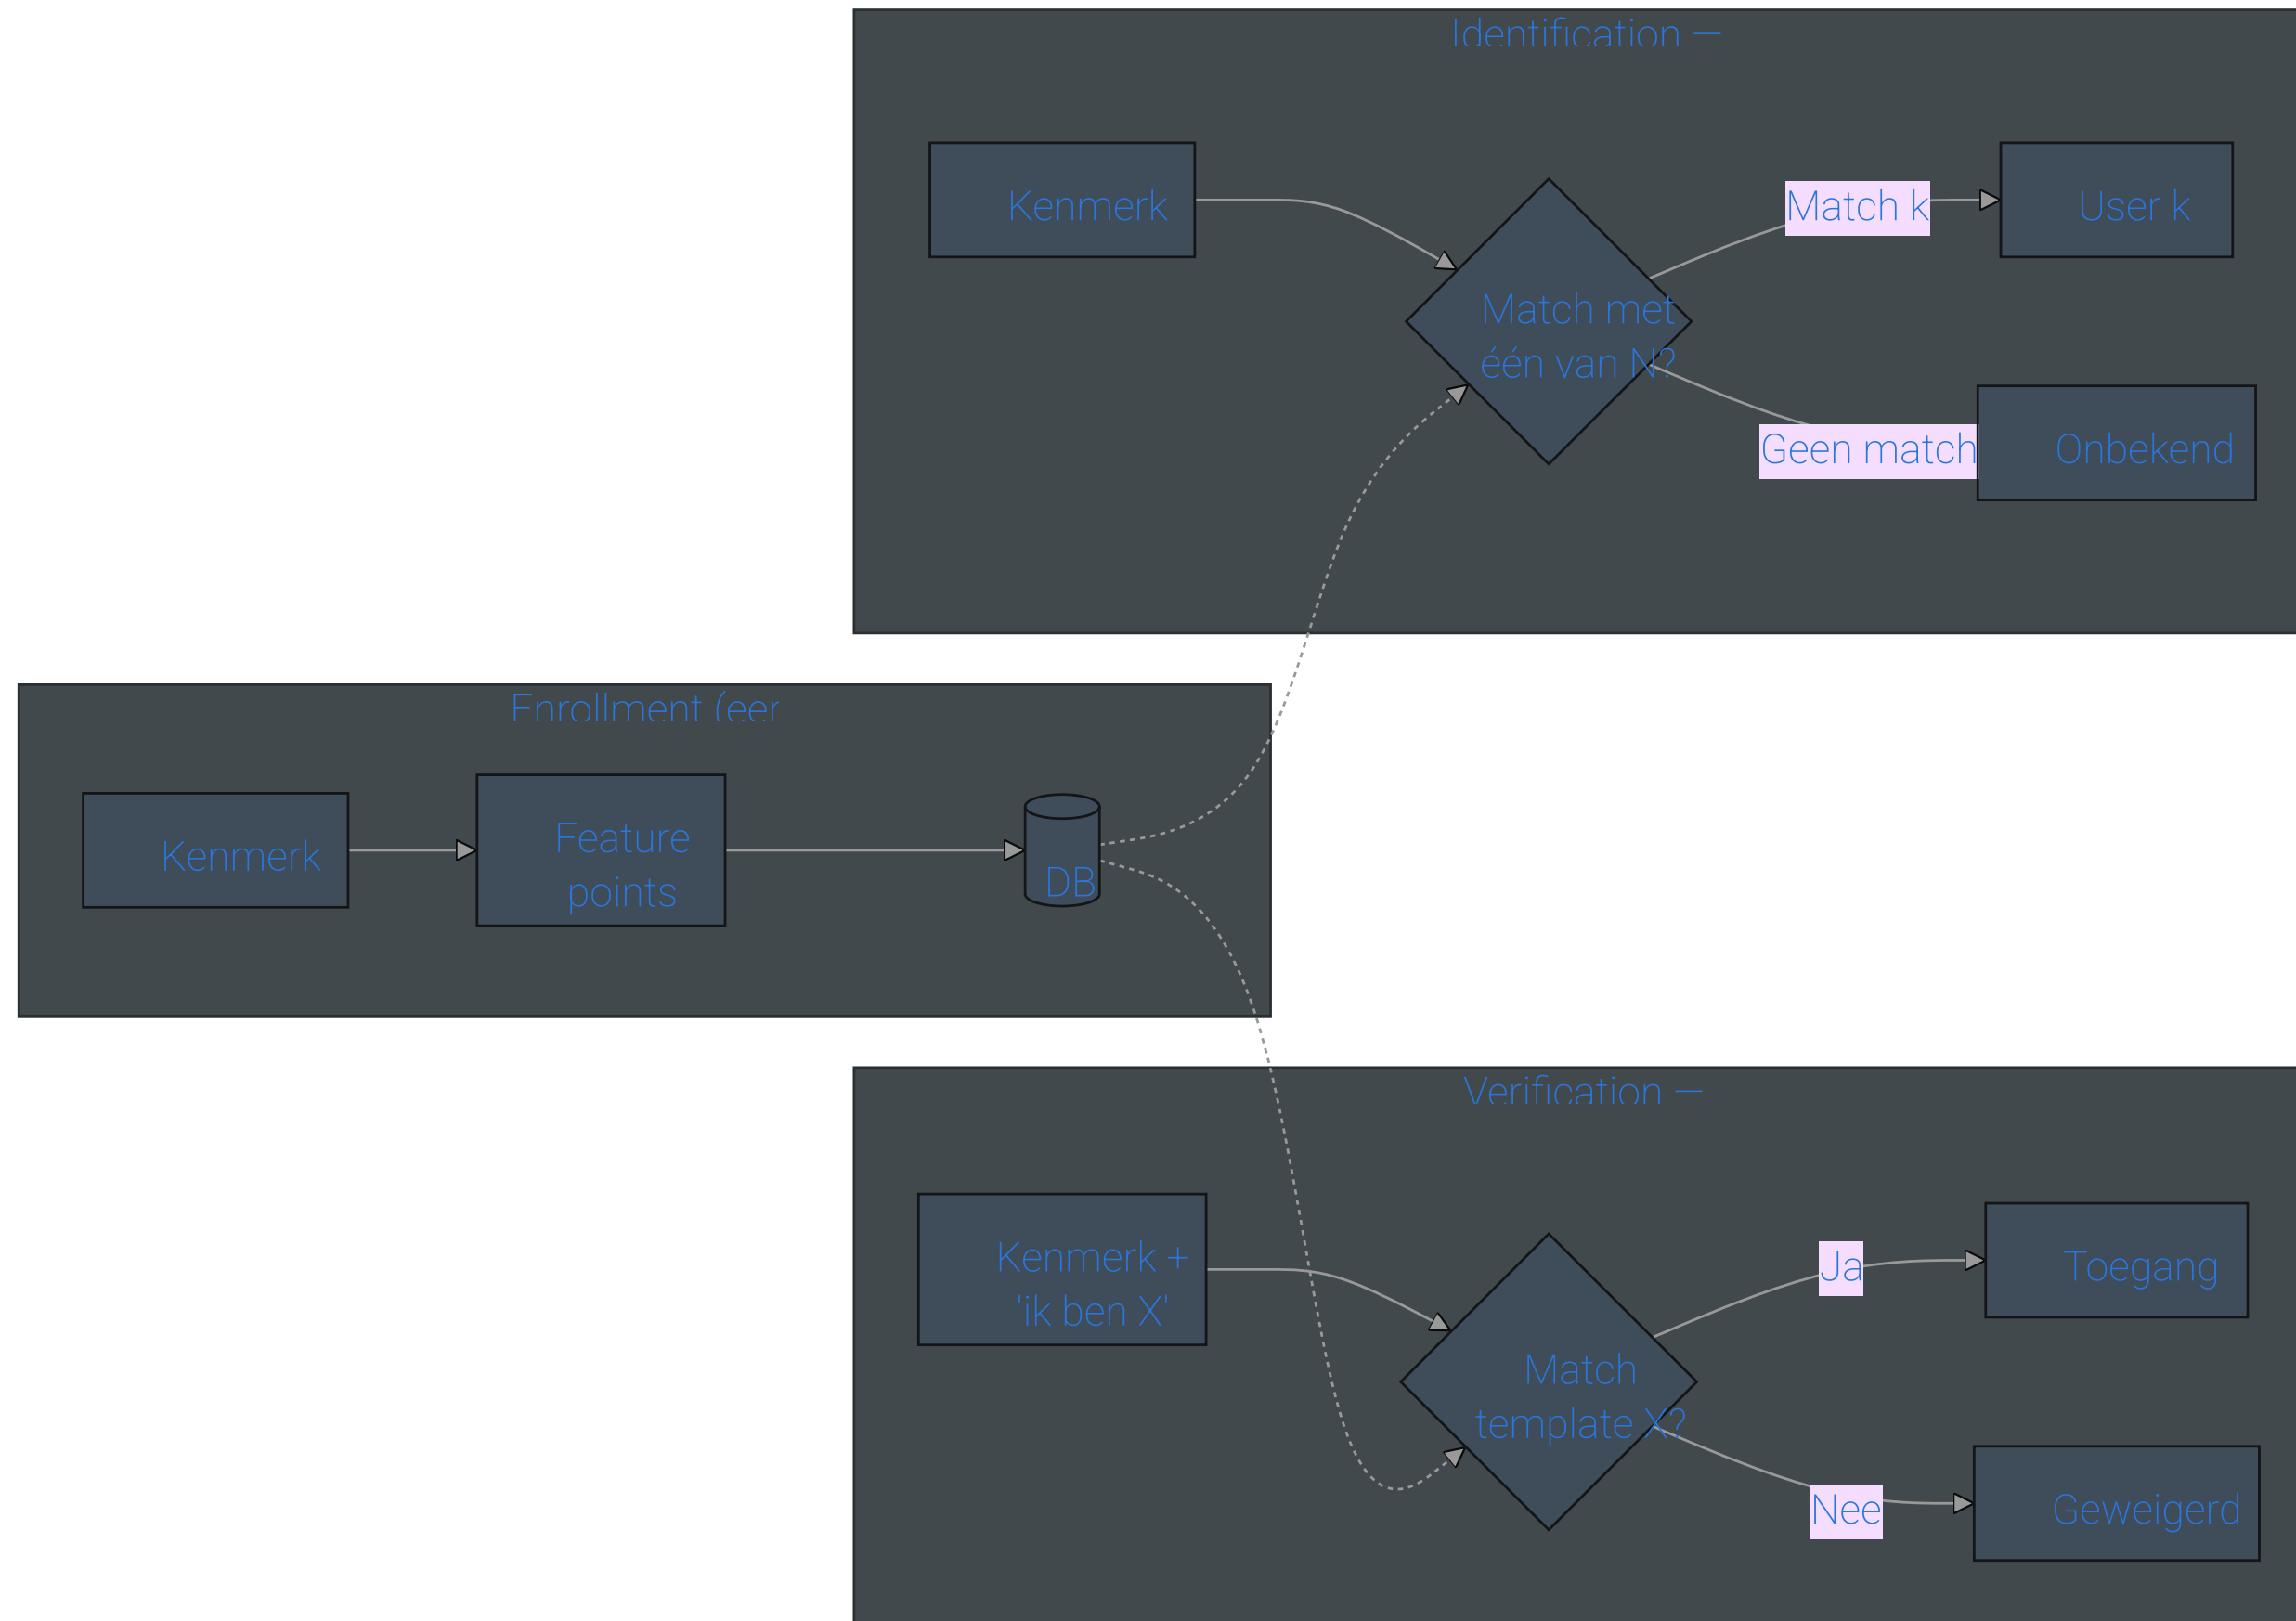 Identification —
Kenmerk
Match met
één van N?
Match k
User k
Geen match
Onbekend
Enrollment (eer
Kenmerk
Feature
points
DB
Verification —
Kenmerk +
'ik ben X'
Match
template X?
Ja
Toegang
Nee
Geweigerd